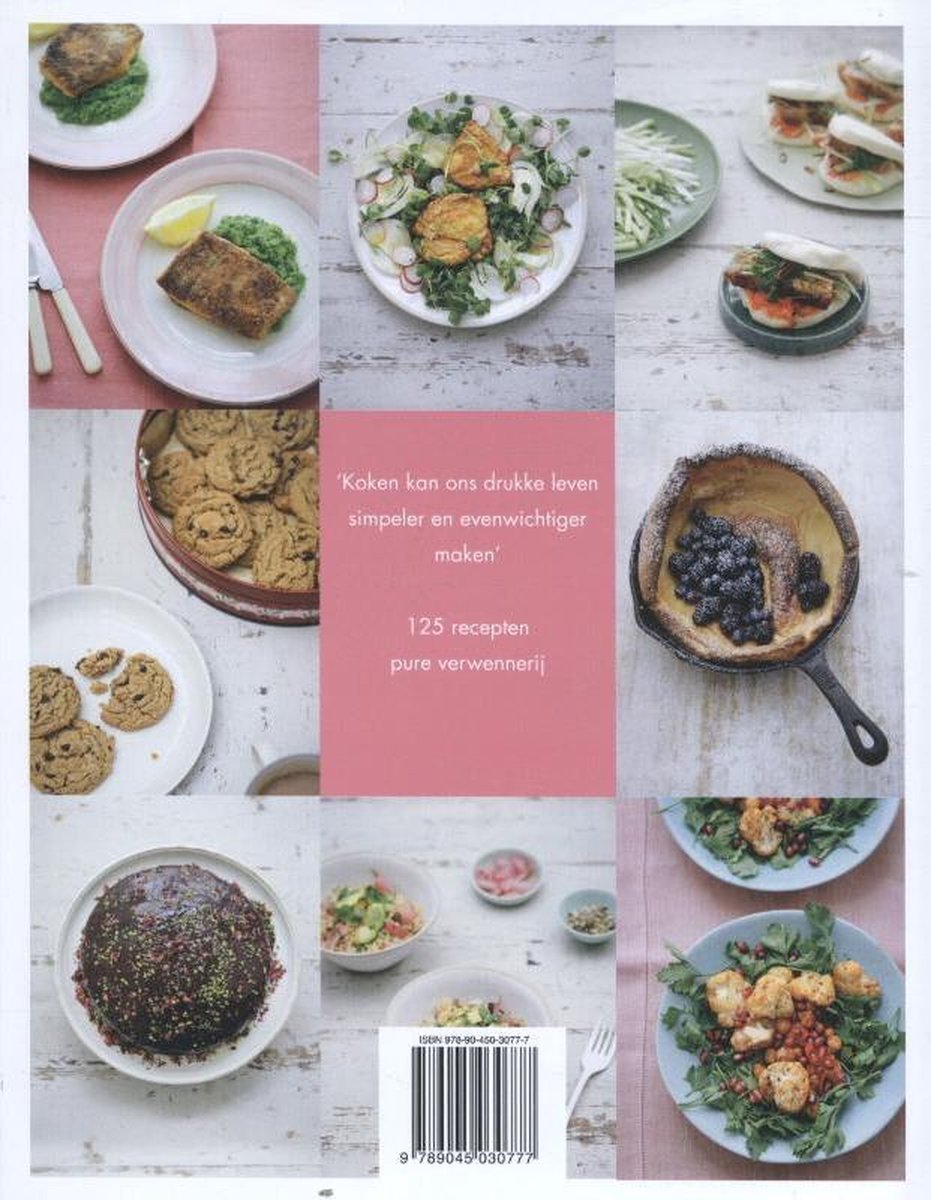 ‘Koken kan ons drukke leven
simpeler en evenwichtiger
maken’
125 recepten
pure verwennerij
ISBN 978-90-450-3077-7
9 789045 030777